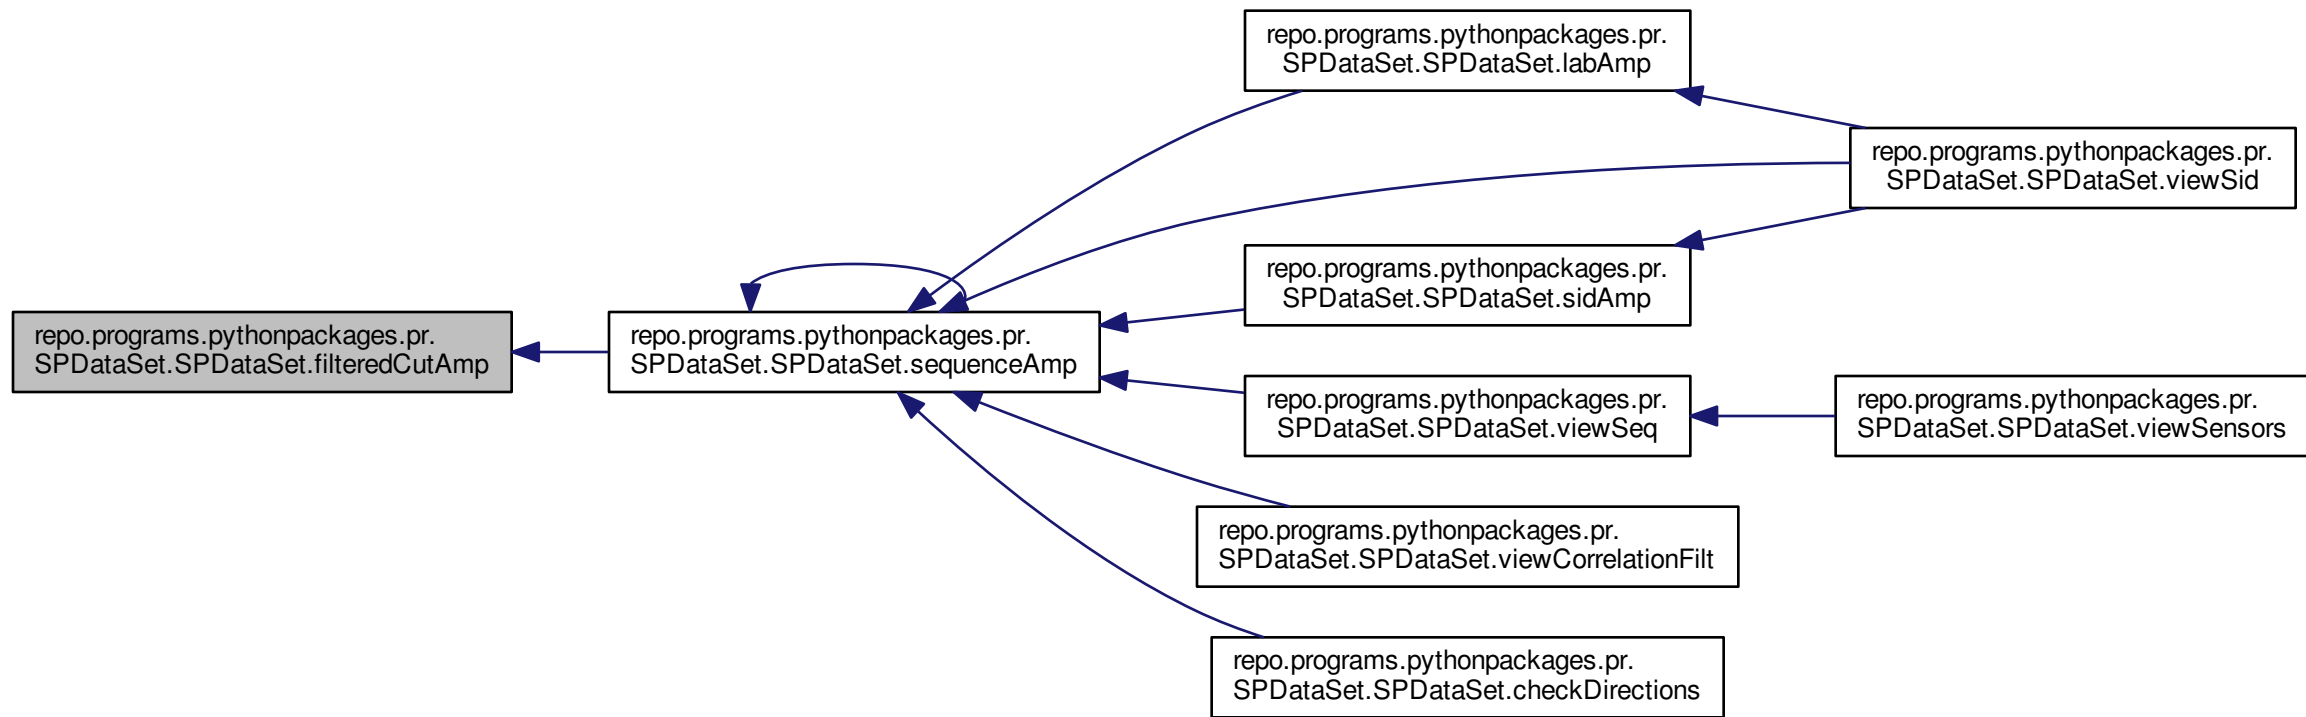 repo.programs.pythonpackages.pr.
SPDataSet.SPDataSet.filteredCutAmp
repo.programs.pythonpackages.pr.
SPDataSet.SPDataSet.sequenceAmp
repo.programs.pythonpackages.pr.
SPDataSet.SPDataSet.labAmp
repo.programs.pythonpackages.pr.
SPDataSet.SPDataSet.viewSid
repo.programs.pythonpackages.pr.
SPDataSet.SPDataSet.sidAmp
repo.programs.pythonpackages.pr.
SPDataSet.SPDataSet.viewSeq
repo.programs.pythonpackages.pr.
SPDataSet.SPDataSet.viewSensors
repo.programs.pythonpackages.pr.
SPDataSet.SPDataSet.viewCorrelationFilt
repo.programs.pythonpackages.pr.
SPDataSet.SPDataSet.checkDirections